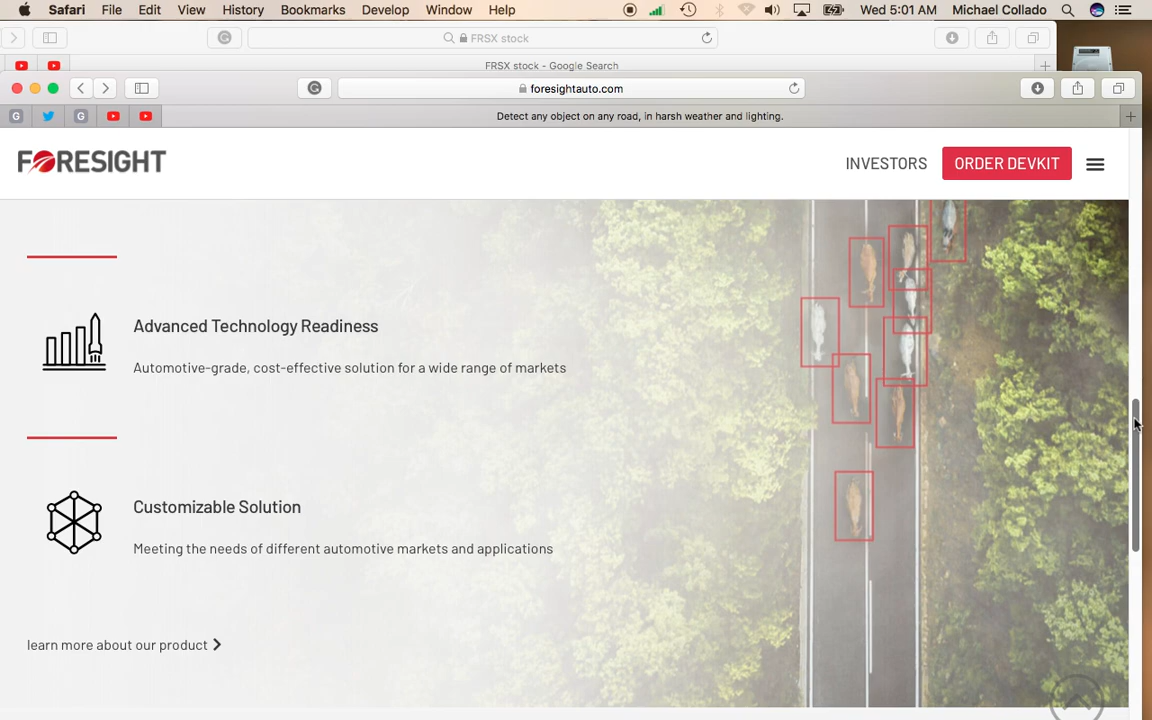 Safari File Edit View History Bookmarks Develop Window Help Wed 5:01 AM Michael Collado
FRSX stock
FRSX stock - Google Search
foresightauto.com
G G Detect any object on any road, in harsh weather and lighting.
FORESIGHT INVESTORS ORDER DEVKIT
Advanced Technology Readiness
Automotive-grade, cost-effective solution for a wide range of markets
Customizable Solution
Meeting the needs of different automotive markets and applications
learn more about our product